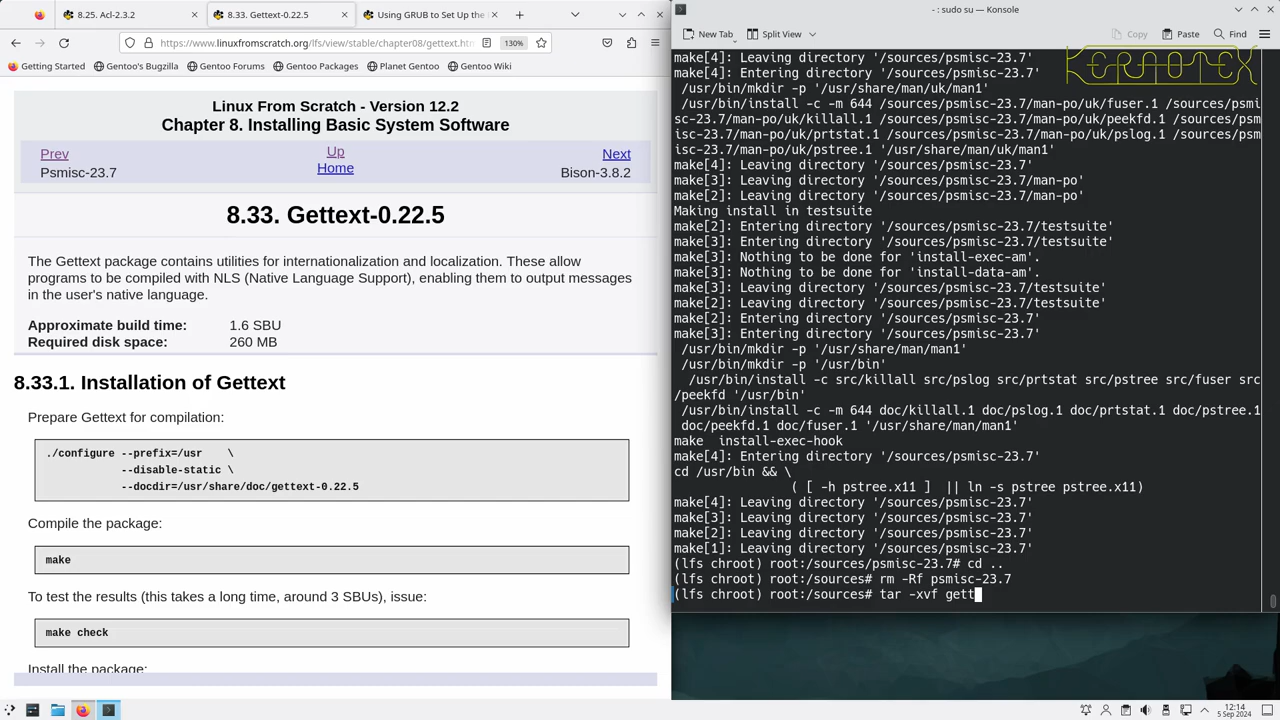 8.25. Acl-2.3.2
8.33. Gettext-0.22.5
Using GRUB to Set Up the
https://www.linuxfromscratch.org/lfs/view/stable/chapter08/gettext.htm
130%
Getting Started
Gentoo's Bugzilla
Gentoo Forums
Gentoo Packages
Planet Gentoo
Gentoo Wiki
Linux From Scratch - Version 12.2
Chapter 8. Installing Basic System Software
Prev
Up
Next
Psmisc-23.7
Home
Bison-3.8.2
8.33. Gettext-0.22.5
The Gettext package contains utilities for internationalization and localization. These allow
programs to be compiled with NLS (Native Language Support), enabling them to output messages
in the user's native language.
Approximate build time: 1.6 SBU
Required disk space: 260 MB
8.33.1. Installation of Gettext
Prepare Gettext for compilation:
./configure --prefix=/usr \
--disable-static \
--docdir=/usr/share/doc/gettext-0.22.5
Compile the package:
make
To test the results (this takes a long time, around 3 SBUs), issue:
make check
Install the package:
- : sudo su — Konsole
New Tab
Split View
Copy
Paste
Find
KERNOTEX
make[4]: Leaving directory '/sources/psmisc-23.7'
make[4]: Entering directory '/sources/psmisc-23.7'
/usr/bin/mkdir -p '/usr/share/man/uk/man1'
/usr/bin/install -c -m 644 /sources/psmisc-23.7/man-po/uk/fuser.1 /sources/psmi
sc-23.7/man-po/uk/killall.1 /sources/psmisc-23.7/man-po/uk/peekfd.1 /sources/psm
isc-23.7/man-po/uk/prtstat.1 /sources/psmisc-23.7/man-po/uk/pslog.1 /sources/psm
isc-23.7/man-po/uk/pstree.1 '/usr/share/man/uk/man1'
make[4]: Leaving directory '/sources/psmisc-23.7'
make[3]: Leaving directory '/sources/psmisc-23.7/man-po'
make[2]: Leaving directory '/sources/psmisc-23.7/man-po'
Making install in testsuite
make[2]: Entering directory '/sources/psmisc-23.7/testsuite'
make[3]: Entering directory '/sources/psmisc-23.7/testsuite'
make[3]: Nothing to be done for 'install-exec-am'.
make[3]: Nothing to be done for 'install-data-am'.
make[3]: Leaving directory '/sources/psmisc-23.7/testsuite'
make[2]: Leaving directory '/sources/psmisc-23.7/testsuite'
make[2]: Entering directory '/sources/psmisc-23.7'
make[3]: Entering directory '/sources/psmisc-23.7'
/usr/bin/mkdir -p '/usr/share/man/man1'
/usr/bin/mkdir -p '/usr/bin'
/usr/bin/install -c src/killall src/pslog src/prtstat src/pstree src/fuser src
/peekfd '/usr/bin'
/usr/bin/install -c -m 644 doc/killall.1 doc/pslog.1 doc/prtstat.1 doc/pstree.1
doc/peekfd.1 doc/fuser.1 '/usr/share/man/man1'
make install-exec-hook
make[4]: Entering directory '/sources/psmisc-23.7'
cd /usr/bin && \
( [ -h pstree.x11 ] || ln -s pstree pstree.x11)
make[4]: Leaving directory '/sources/psmisc-23.7'
make[3]: Leaving directory '/sources/psmisc-23.7'
make[2]: Leaving directory '/sources/psmisc-23.7'
make[1]: Leaving directory '/sources/psmisc-23.7'
(lfs chroot) root:/sources/psmisc-23.7# cd ..
(lfs chroot) root:/sources# rm -Rf psmisc-23.7
(lfs chroot) root:/sources# tar -xvf gett
12:14
5 Sep 2024